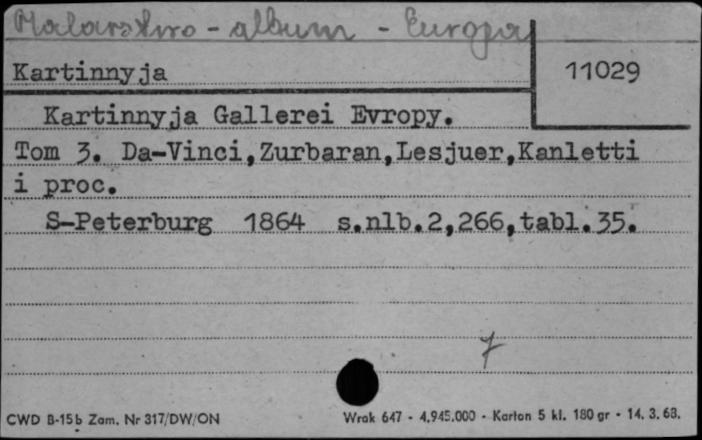 Malarstwo - album - Europa
Kartinnyja
11029
Kartinnyja Gallerei Evropy.
Tom 3. Da-Vinci,Zurbaran,Lesjuer,Kanletti
i proc.
S-Peterburg 1864 s.nlb.2,266,tabl.35.
7
CWD B-15b Zam. Nr 317/DW/ON
Wrak 647 - 4.945.000 - Karton 5 kl. 180 gr - 14. 3. 68.